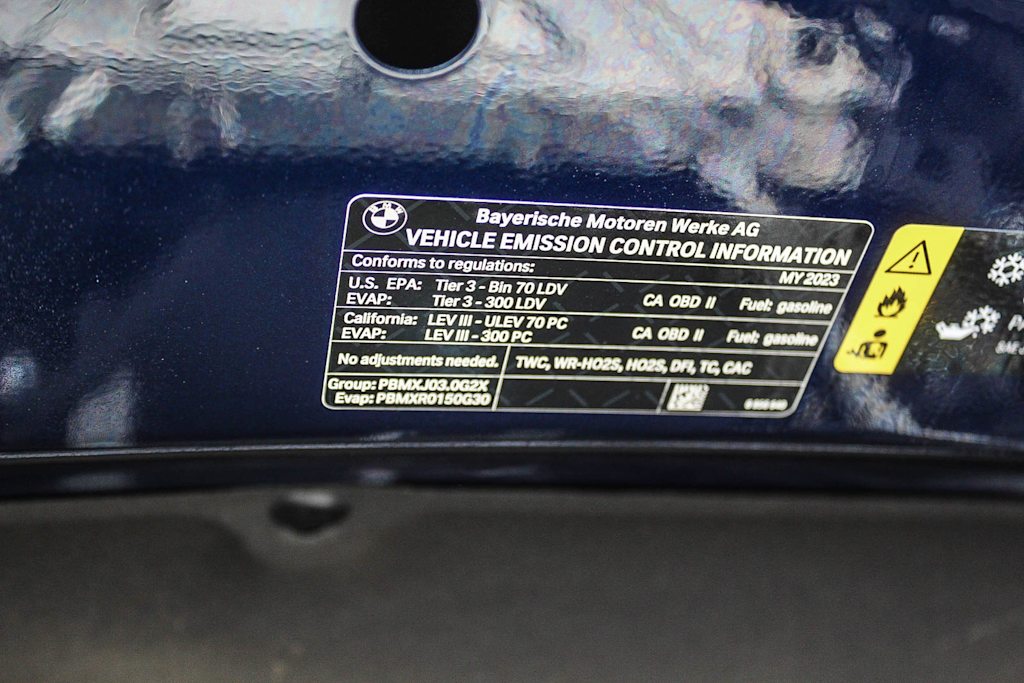 BMW
Bayerische Motoren Werke AG
VEHICLE EMISSION CONTROL INFORMATION
Conforms to regulations: MY 2023
U.S. EPA: Tier 3 - Bin 70 LDV
EVAP: Tier 3 - 300 LDV CA OBD II Fuel: gasoline
California: LEV III - ULEV 70 PC
EVAP: LEV III - 300 PC CA OBD II Fuel: gasoline
No adjustments needed. TWC, WR-HO2S, HO2S, DFI, TC, CAC
Group: PBMXJ03.0G2X
Evap: PBMXR0150G30